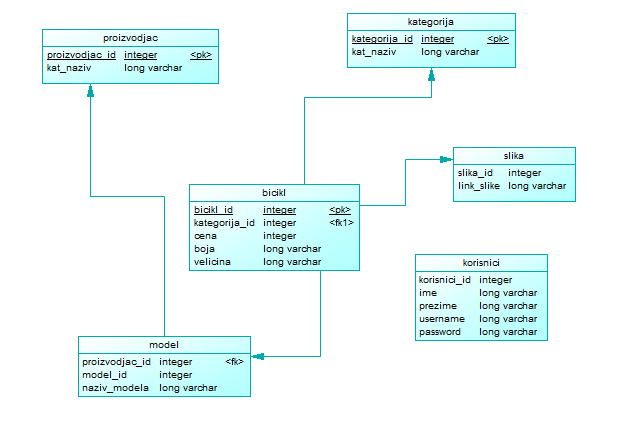 proizvodjac
proizvodjac_id integer <pk>
kat_naziv long varchar
kategorija
kategorija_id integer <pk>
kat_naziv long varchar
slika
slika_id integer
link_slike long varchar
bicikl
bicikl_id integer <pk>
kategorija_id integer <fk1>
cena integer
boja long varchar
velicina long varchar
korisnici
korisnici_id integer
ime long varchar
prezime long varchar
username long varchar
password long varchar
model
proizvodjac_id integer <fk>
model_id integer
naziv_modela long varchar